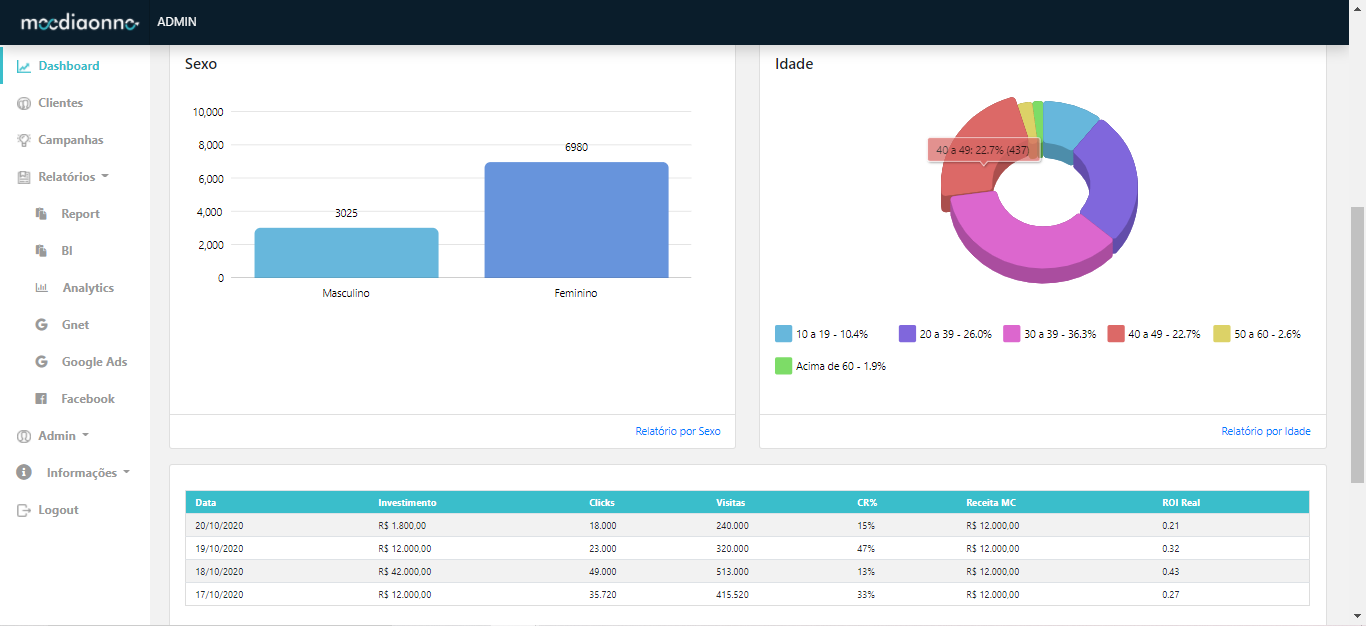 mocdiaonno
ADMIN
Dashboard
Clientes
Campanhas
Relatórios
Report
BI
Analytics
Gnet
Google Ads
Facebook
Admin
Informações
Logout
Sexo
10,000
8,000
6,000
4,000
2,000
0
3025
6980
Masculino Feminino
Relatório por Sexo
Idade
40 a 49: 22.7% (437)
10 a 19 - 10.4% 20 a 39 - 26.0% 30 a 39 - 36.3% 40 a 49 - 22.7% 50 a 60 - 2.6%
Acima de 60 - 1.9%
Relatório por Idade
Data Investimento Clicks Visitas CR% Receita MC ROI Real
20/10/2020 R$ 1.800,00 18.000 240.000 15% R$ 12.000,00 0.21
19/10/2020 R$ 12.000,00 23.000 320.000 47% R$ 12.000,00 0.32
18/10/2020 R$ 42.000,00 49.000 513.000 13% R$ 12.000,00 0.43
17/10/2020 R$ 12.000,00 35.720 415.520 33% R$ 12.000,00 0.27